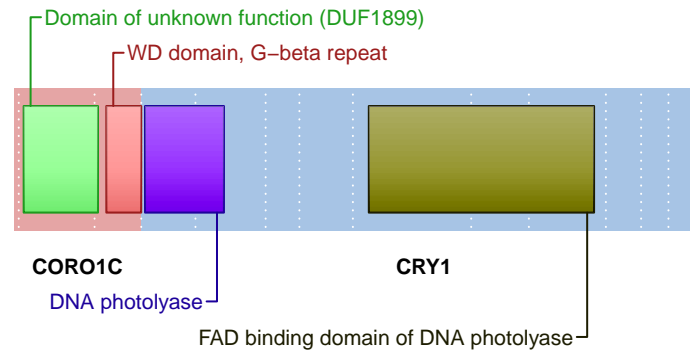 Domain of unknown function (DUF1899)
WD domain, G−beta repeat
CORO1C
CRY1
DNA photolyase
FAD binding domain of DNA photolyase